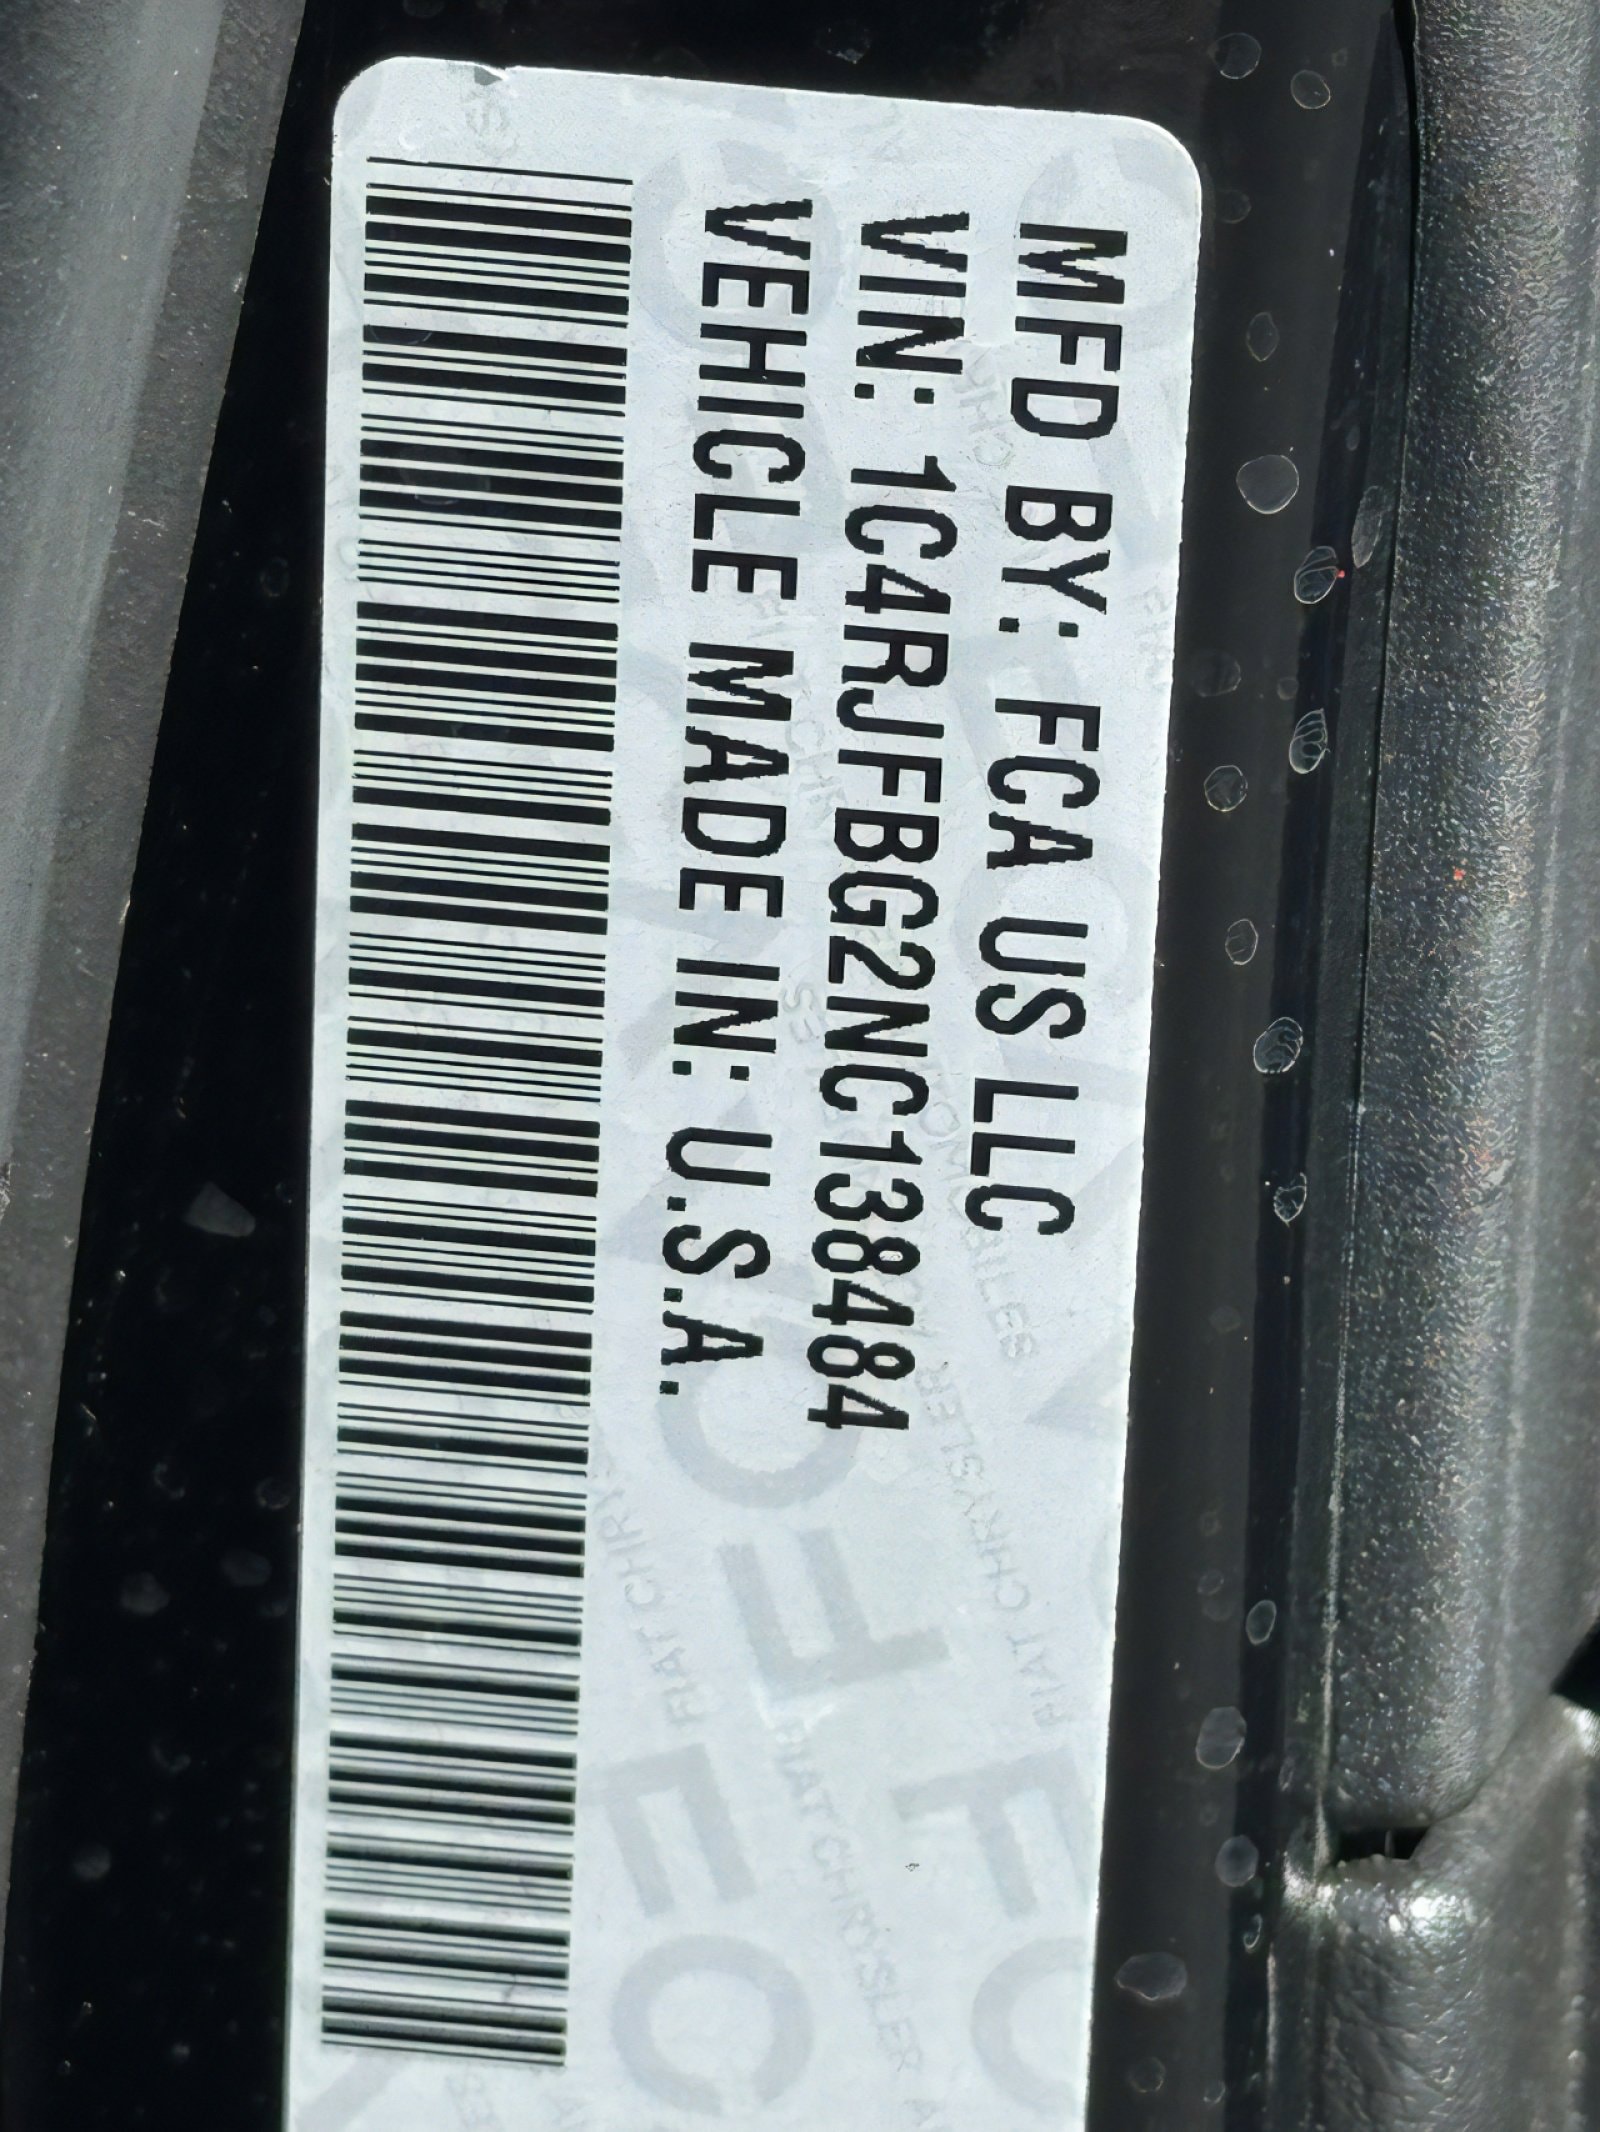 MFD BY: FCA US LLC
VIN: 1C4RJFBG2NC138484
VEHICLE MADE IN: U.S.A.